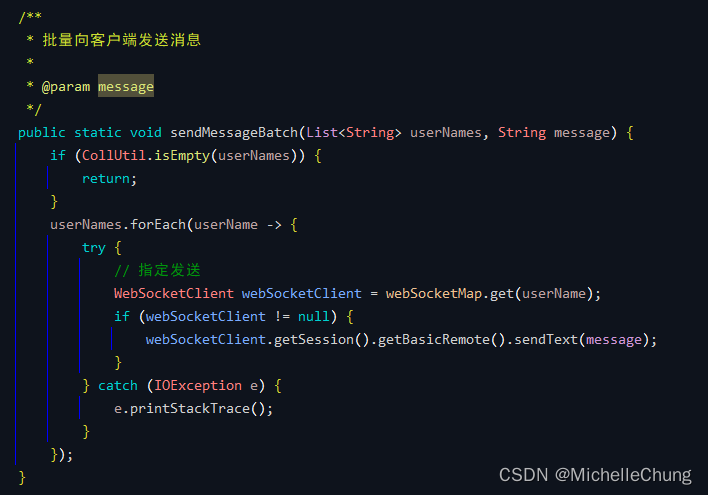 /**
 * 批量向客户端发送消息
 *
 * @param message
 */
public static void sendMessageBatch(List<String> userNames, String message) {
    if (CollUtil.isEmpty(userNames)) {
        return;
    }
    userNames.forEach(userName -> {
        try {
            // 指定发送
            WebSocketClient webSocketClient = webSocketMap.get(userName);
            if (webSocketClient != null) {
                webSocketClient.getSession().getBasicRemote().sendText(message);
            }
        } catch (IOException e) {
            e.printStackTrace();
        }
    });
}
CSDN @MichelleChung